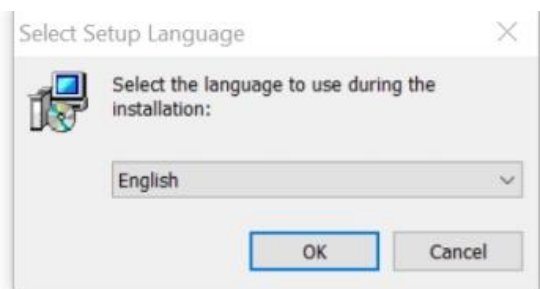 Select Setup Language
Select the language to use during the
installation:
English
OK
Cancel